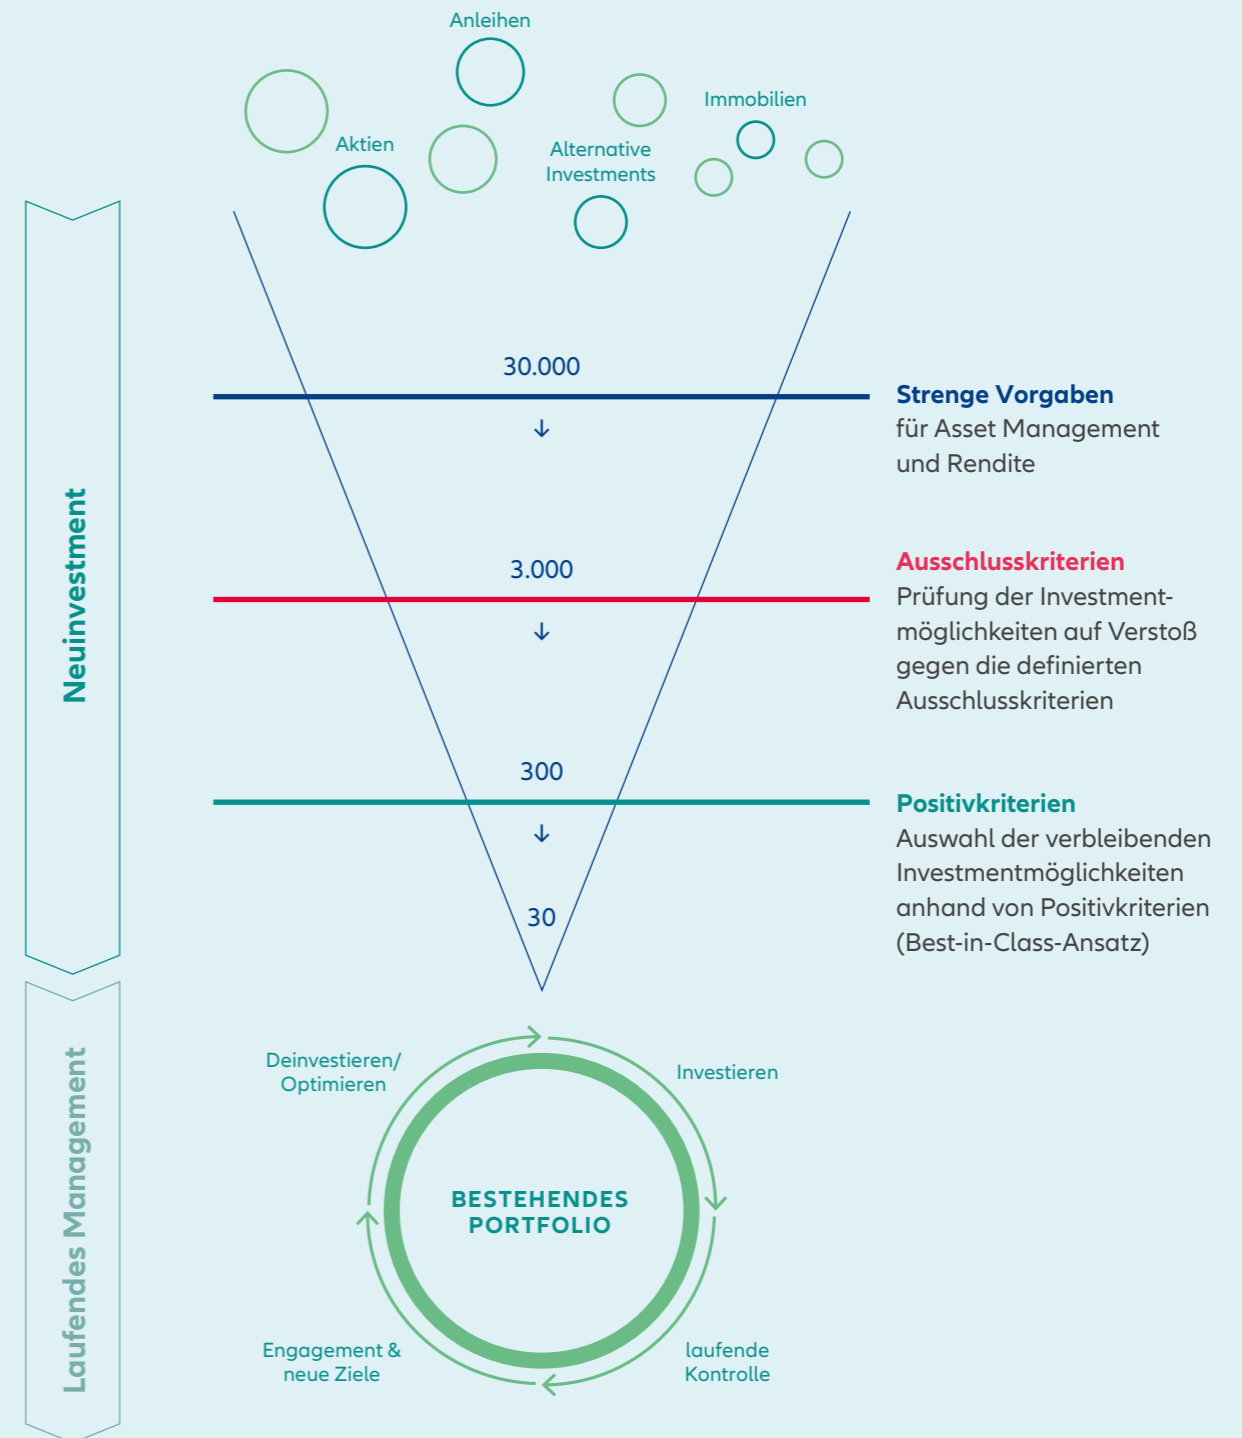 Anleihen
Immobilien
Aktien
Alternative
Investments
Neuinvestment
30.000
Strenge Vorgaben
für Asset Management
und Rendite
3.000
Ausschlusskriterien
Prüfung der Investment-
möglichkeiten auf Verstoß
gegen die definierten
Ausschlusskriterien
300
Positivkriterien
Auswahl der verbleibenden
Investmentmöglichkeiten
anhand von Positivkriterien
(Best-in-Class-Ansatz)
30
Laufendes Management
Deinvestieren/
Optimieren
Investieren
BESTEHENDES
PORTFOLIO
Engagement &
neue Ziele
laufende
Kontrolle